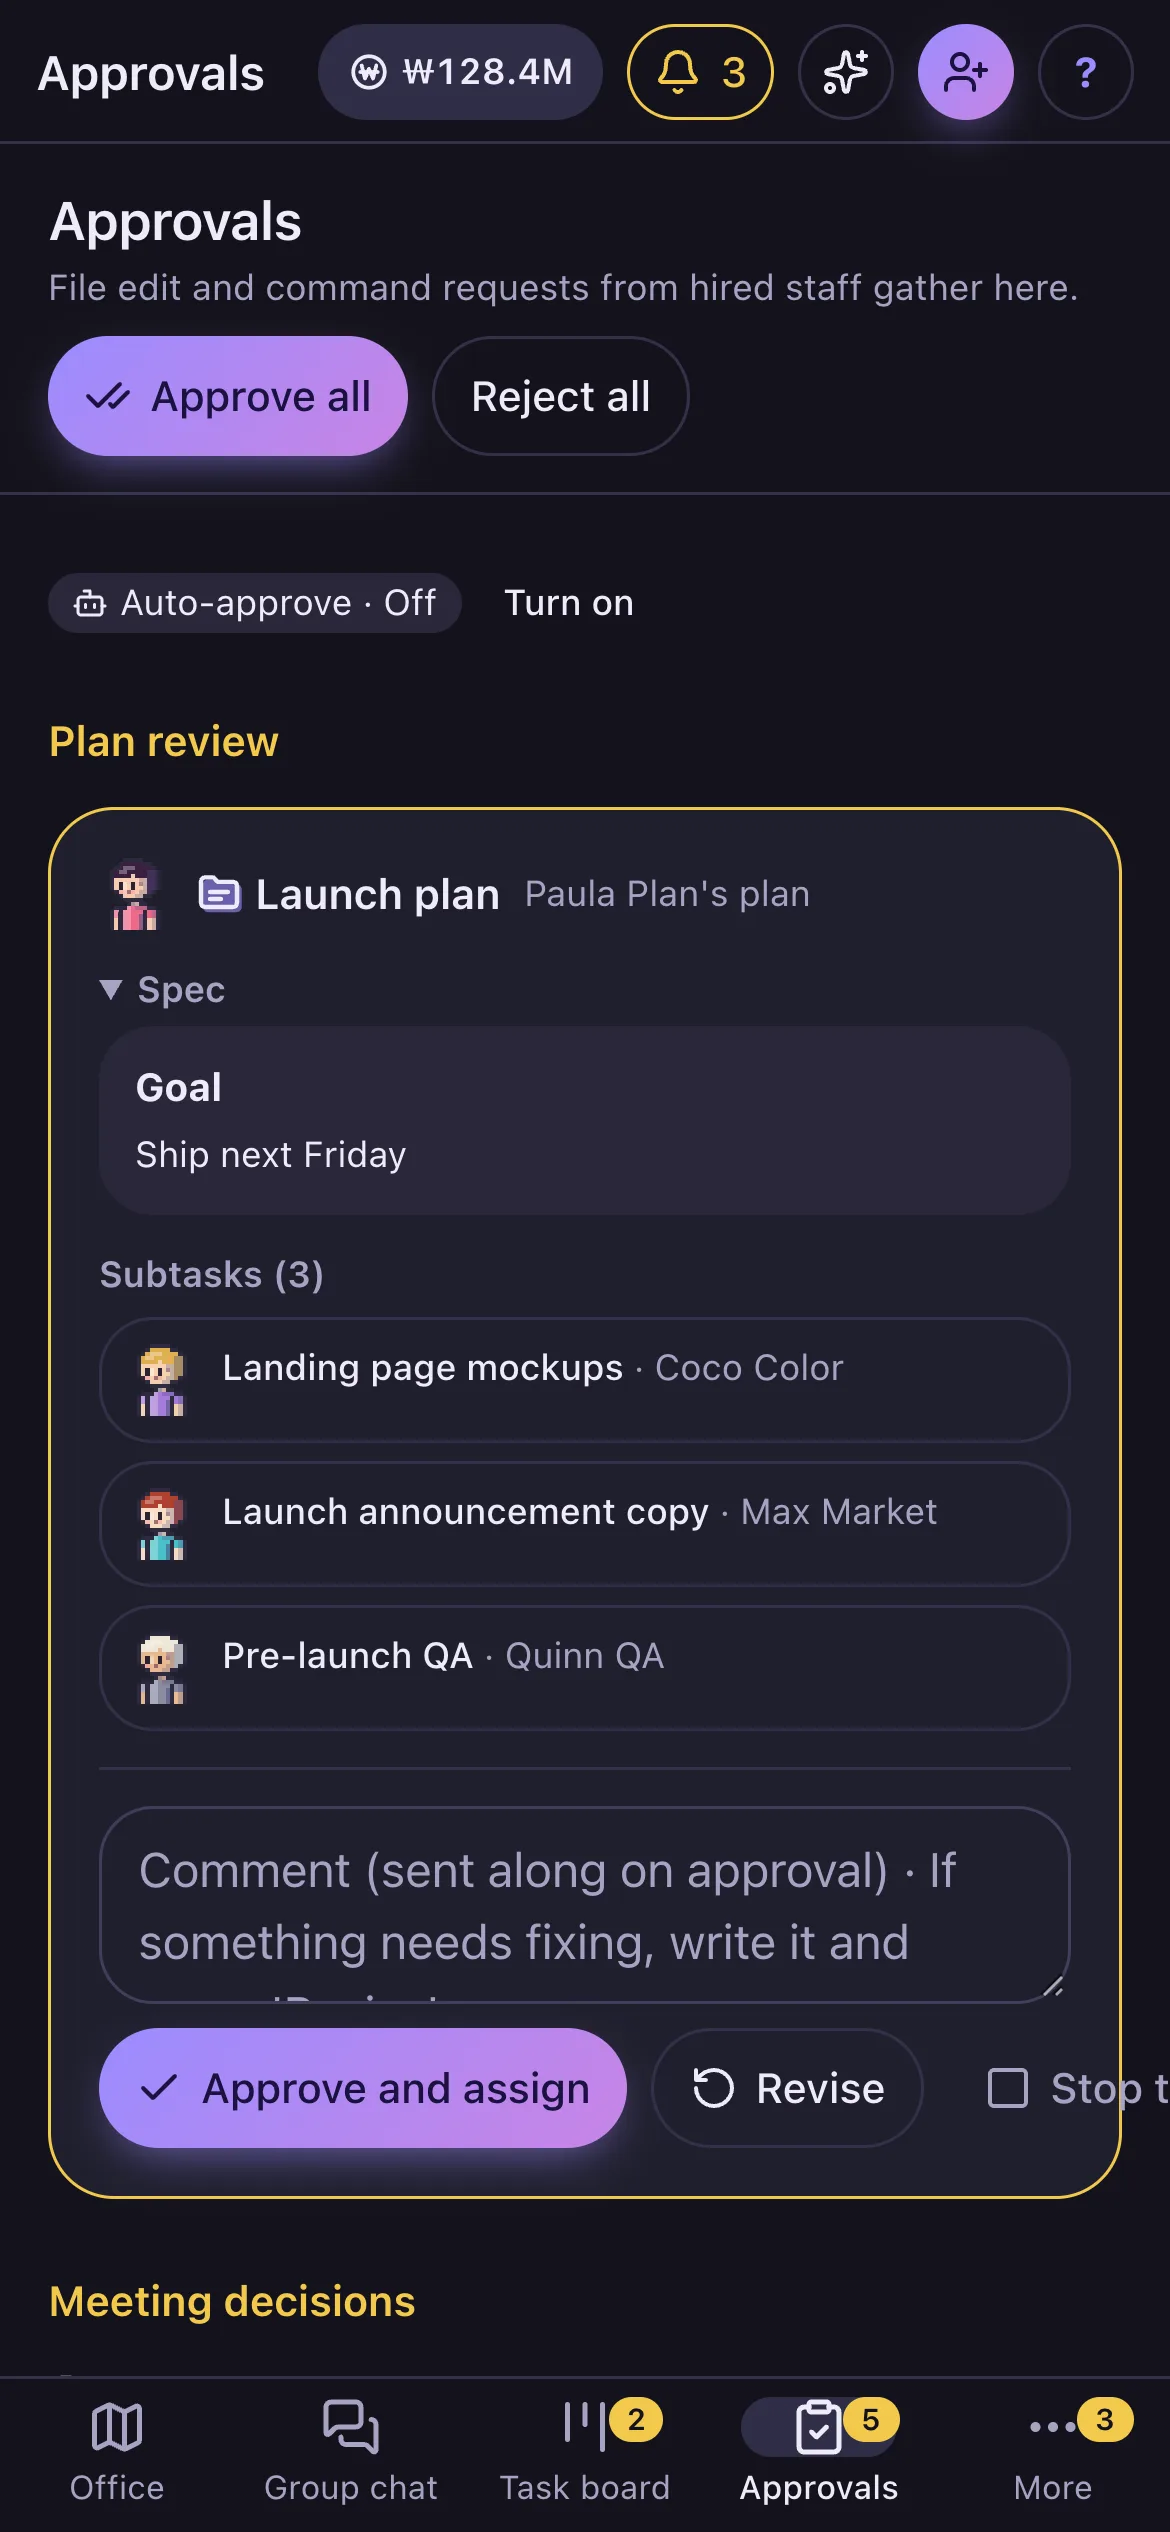 Approvals
₩128.4M
3
?
Approvals
File edit and command requests from hired staff gather here.
Approve all
Reject all
Auto-approve · Off
Turn on
Plan review
Launch plan
Paula Plan's plan
▼ Spec
Goal
Ship next Friday
Subtasks (3)
Landing page mockups · Coco Color
Launch announcement copy · Max Market
Pre-launch QA · Quinn QA
Comment (sent along on approval) · If
something needs fixing, write it and
Approve and assign
Revise
Stop t
Meeting decisions
2
5
3
Office
Group chat
Task board
Approvals
More